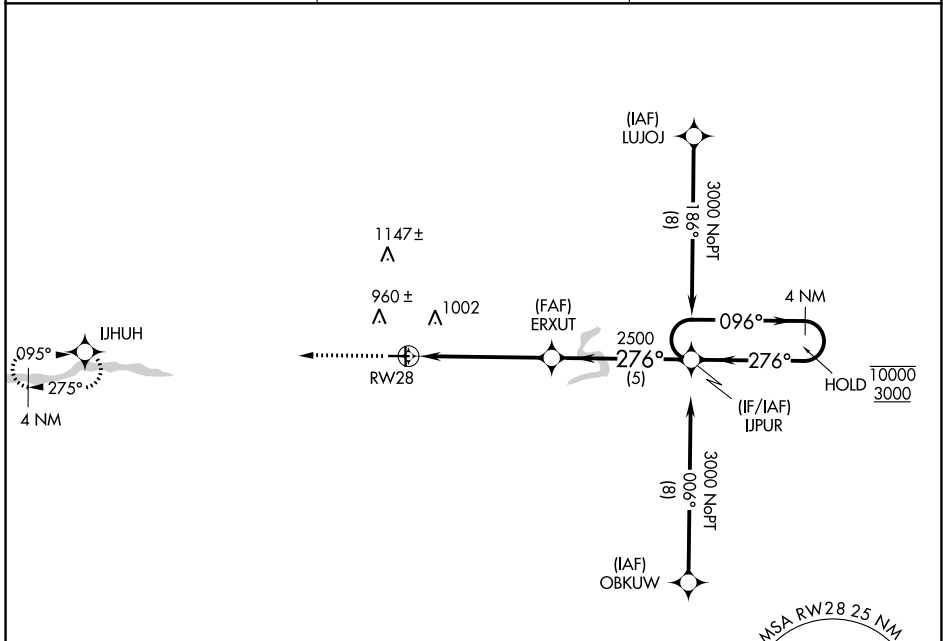 (IAF)
LUJOJ
3000 NoPT
186°
(8)
1147±
960±
1002
(FAF)
ERXUT
4 NM
096°
IJHUH
095°
275°
4 NM
RW28
2500
276°
(5)
276°
HOLD
10000
3000
(IF/IAF)
IJPUR
3000 NoPT
006°
(8)
(IAF)
OBKUW
MSA RW28 25 NM